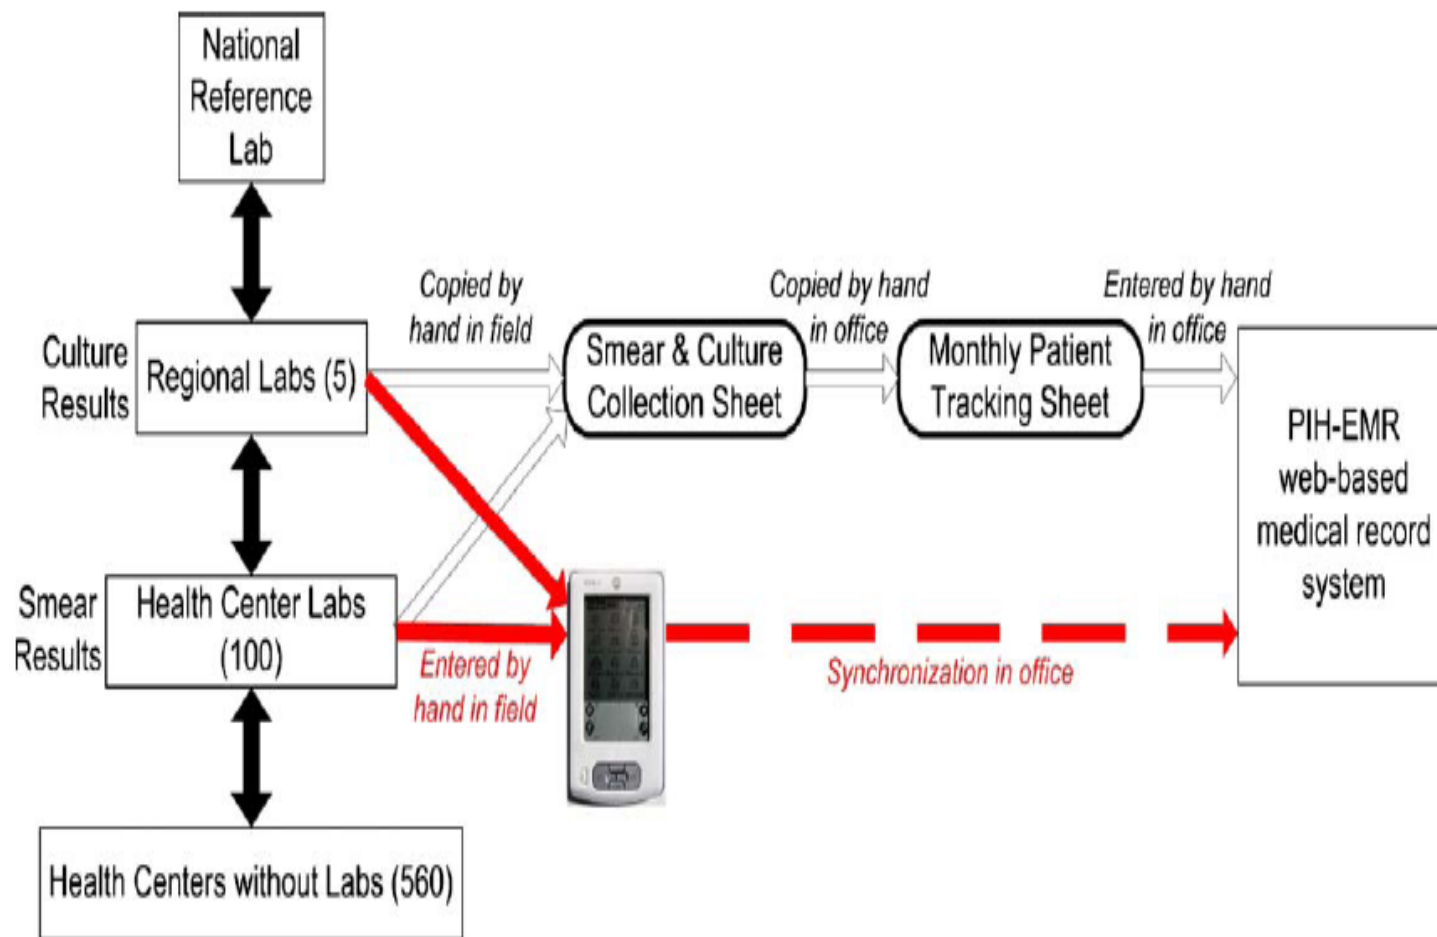 National
Reference
Lab
Culture
Results
Regional Labs (5)
Copied by
hand in field
Smear & Culture
Collection Sheet
Copied by hand
in office
Monthly Patient
Tracking Sheet
Entered by hand
in office
PIH-EMR
web-based
medical record
system
Smear
Results
Health Center Labs
(100)
Entered by
hand in field
Synchronization in office
Health Centers without Labs (560)